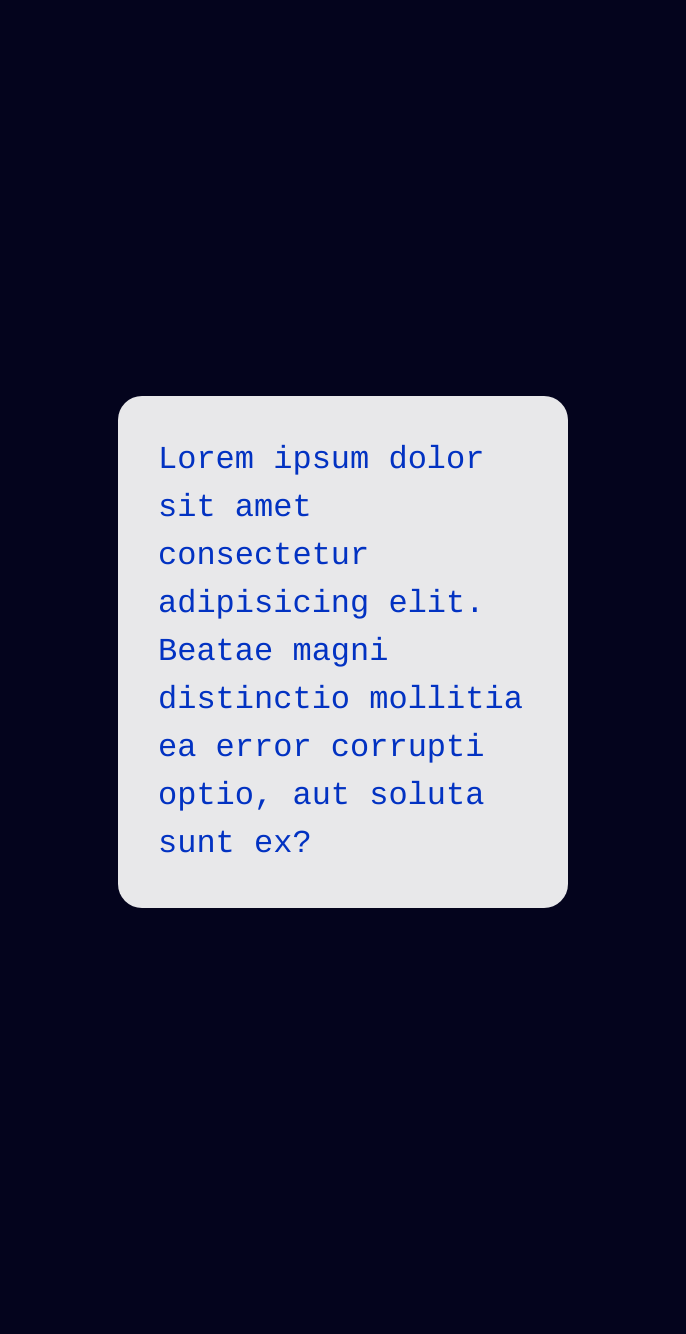 Lorem ipsum dolor
sit amet
consectetur
adipisicing elit.
Beatae magni
distinctio mollitia
ea error corrupti
optio, aut soluta
sunt ex?